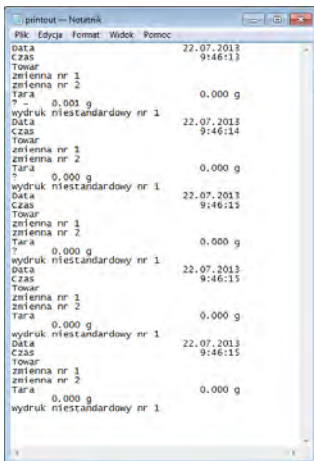 printout — Notatnik
Plik Edycja Format Widok Pomoc
Data 22.07.2013
Czas 9:46:13
Towar
zmienna nr 1
zmienna nr 2
Tara 0.000 g
? - 0.001 g
wydruk niestandardowy nr 1
Data 22.07.2013
Czas 9:46:14
Towar
zmienna nr 1
zmienna nr 2
Tara 0.000 g
? 0.000 g
wydruk niestandardowy nr 1
Data 22.07.2013
Czas 9:46:15
Towar
zmienna nr 1
zmienna nr 2
Tara 0.000 g
? 0.000 g
wydruk niestandardowy nr 1
Data 22.07.2013
Czas 9:46:15
Towar
zmienna nr 1
zmienna nr 2
Tara 0.000 g
0.000 g
wydruk niestandardowy nr 1
Data 22.07.2013
Czas 9:46:15
Towar
zmienna nr 1
zmienna nr 2
Tara 0.000 g
0.000 g
wydruk niestandardowy nr 1